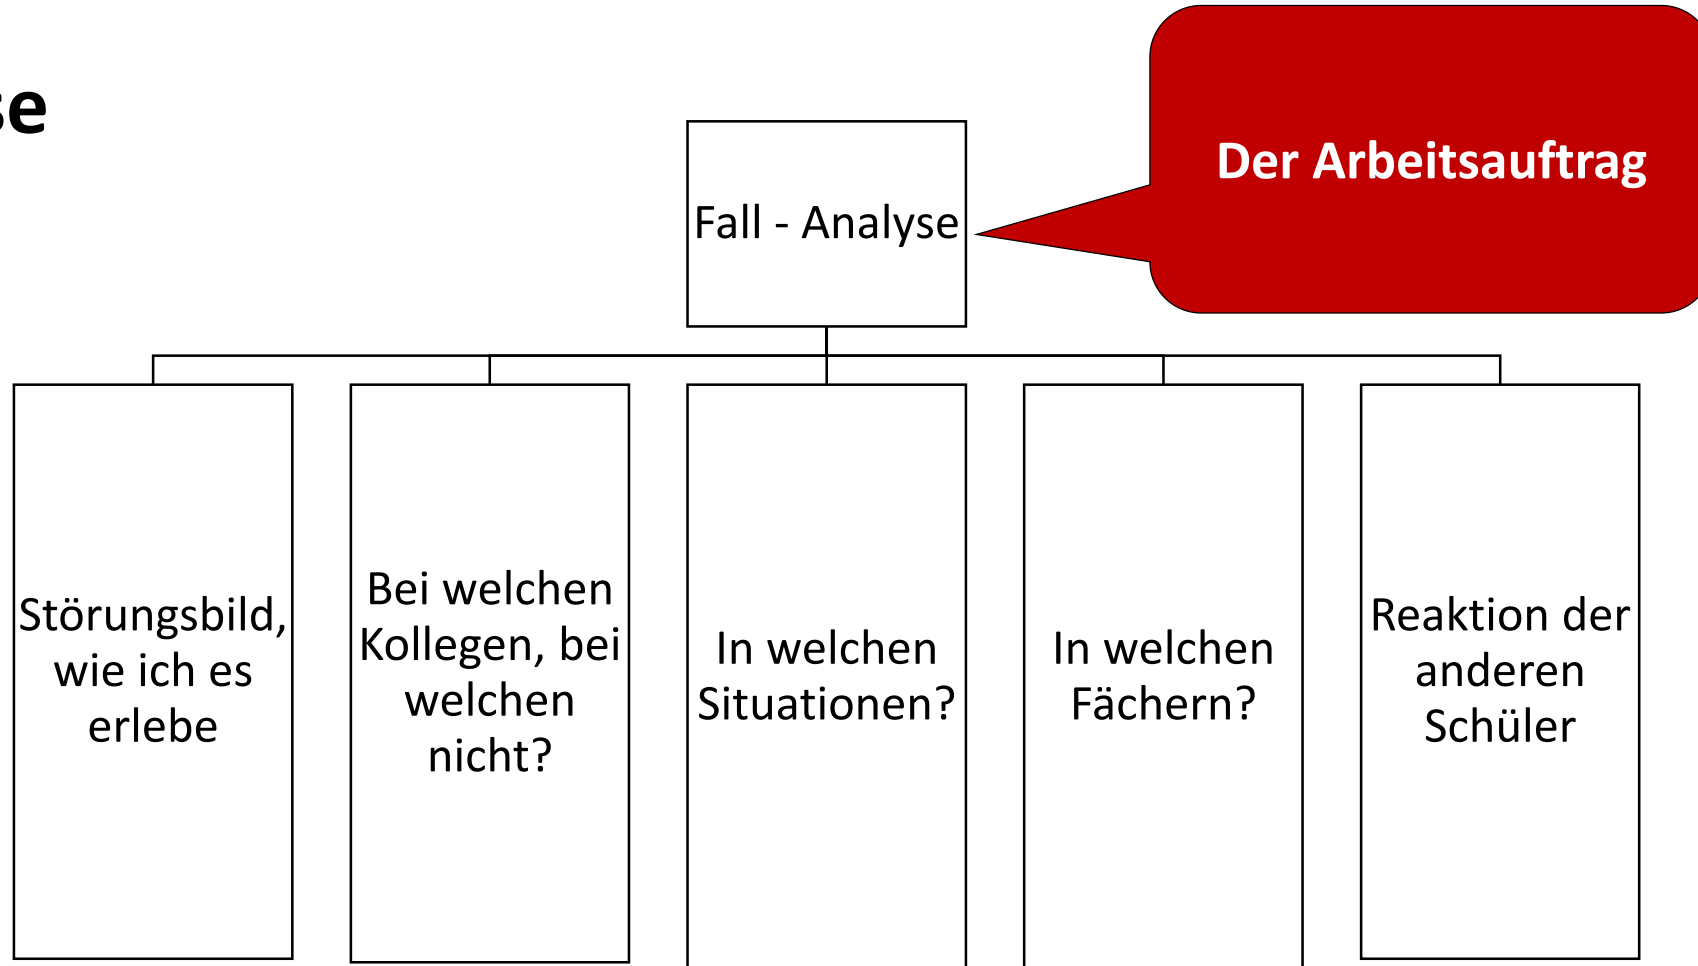 Der Arbeitsauftrag
Fall - Analyse
Störungsbild,
wie ich es
erlebe
Bei welchen
Kollegen, bei
welchen
nicht?
In welchen
Situationen?
In welchen
Fächern?
Reaktion der
anderen
Schüler